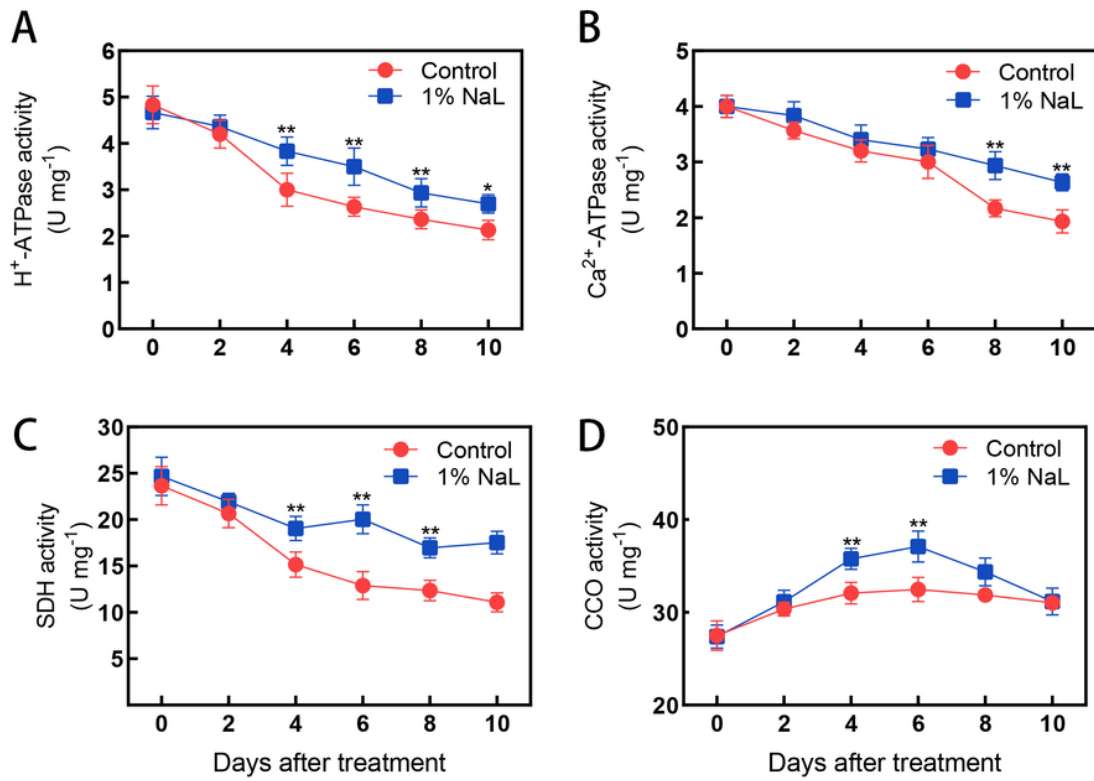 A
H⁺-ATPase activity
(U mg⁻¹)
6
5
4
3
2
1
0
Control
1% NaL
**
**
**
*
0 2 4 6 8 10
B
Ca²⁺-ATPase activity
(U mg⁻¹)
5
4
3
2
1
0
Control
1% NaL
**
**
0 2 4 6 8 10
C
SDH activity
(U mg⁻¹)
30
25
20
15
10
5
Control
1% NaL
**
**
**
0 2 4 6 8 10
Days after treatment
D
CCO activity
(U mg⁻¹)
50
40
30
20
Control
1% NaL
**
**
0 2 4 6 8 10
Days after treatment